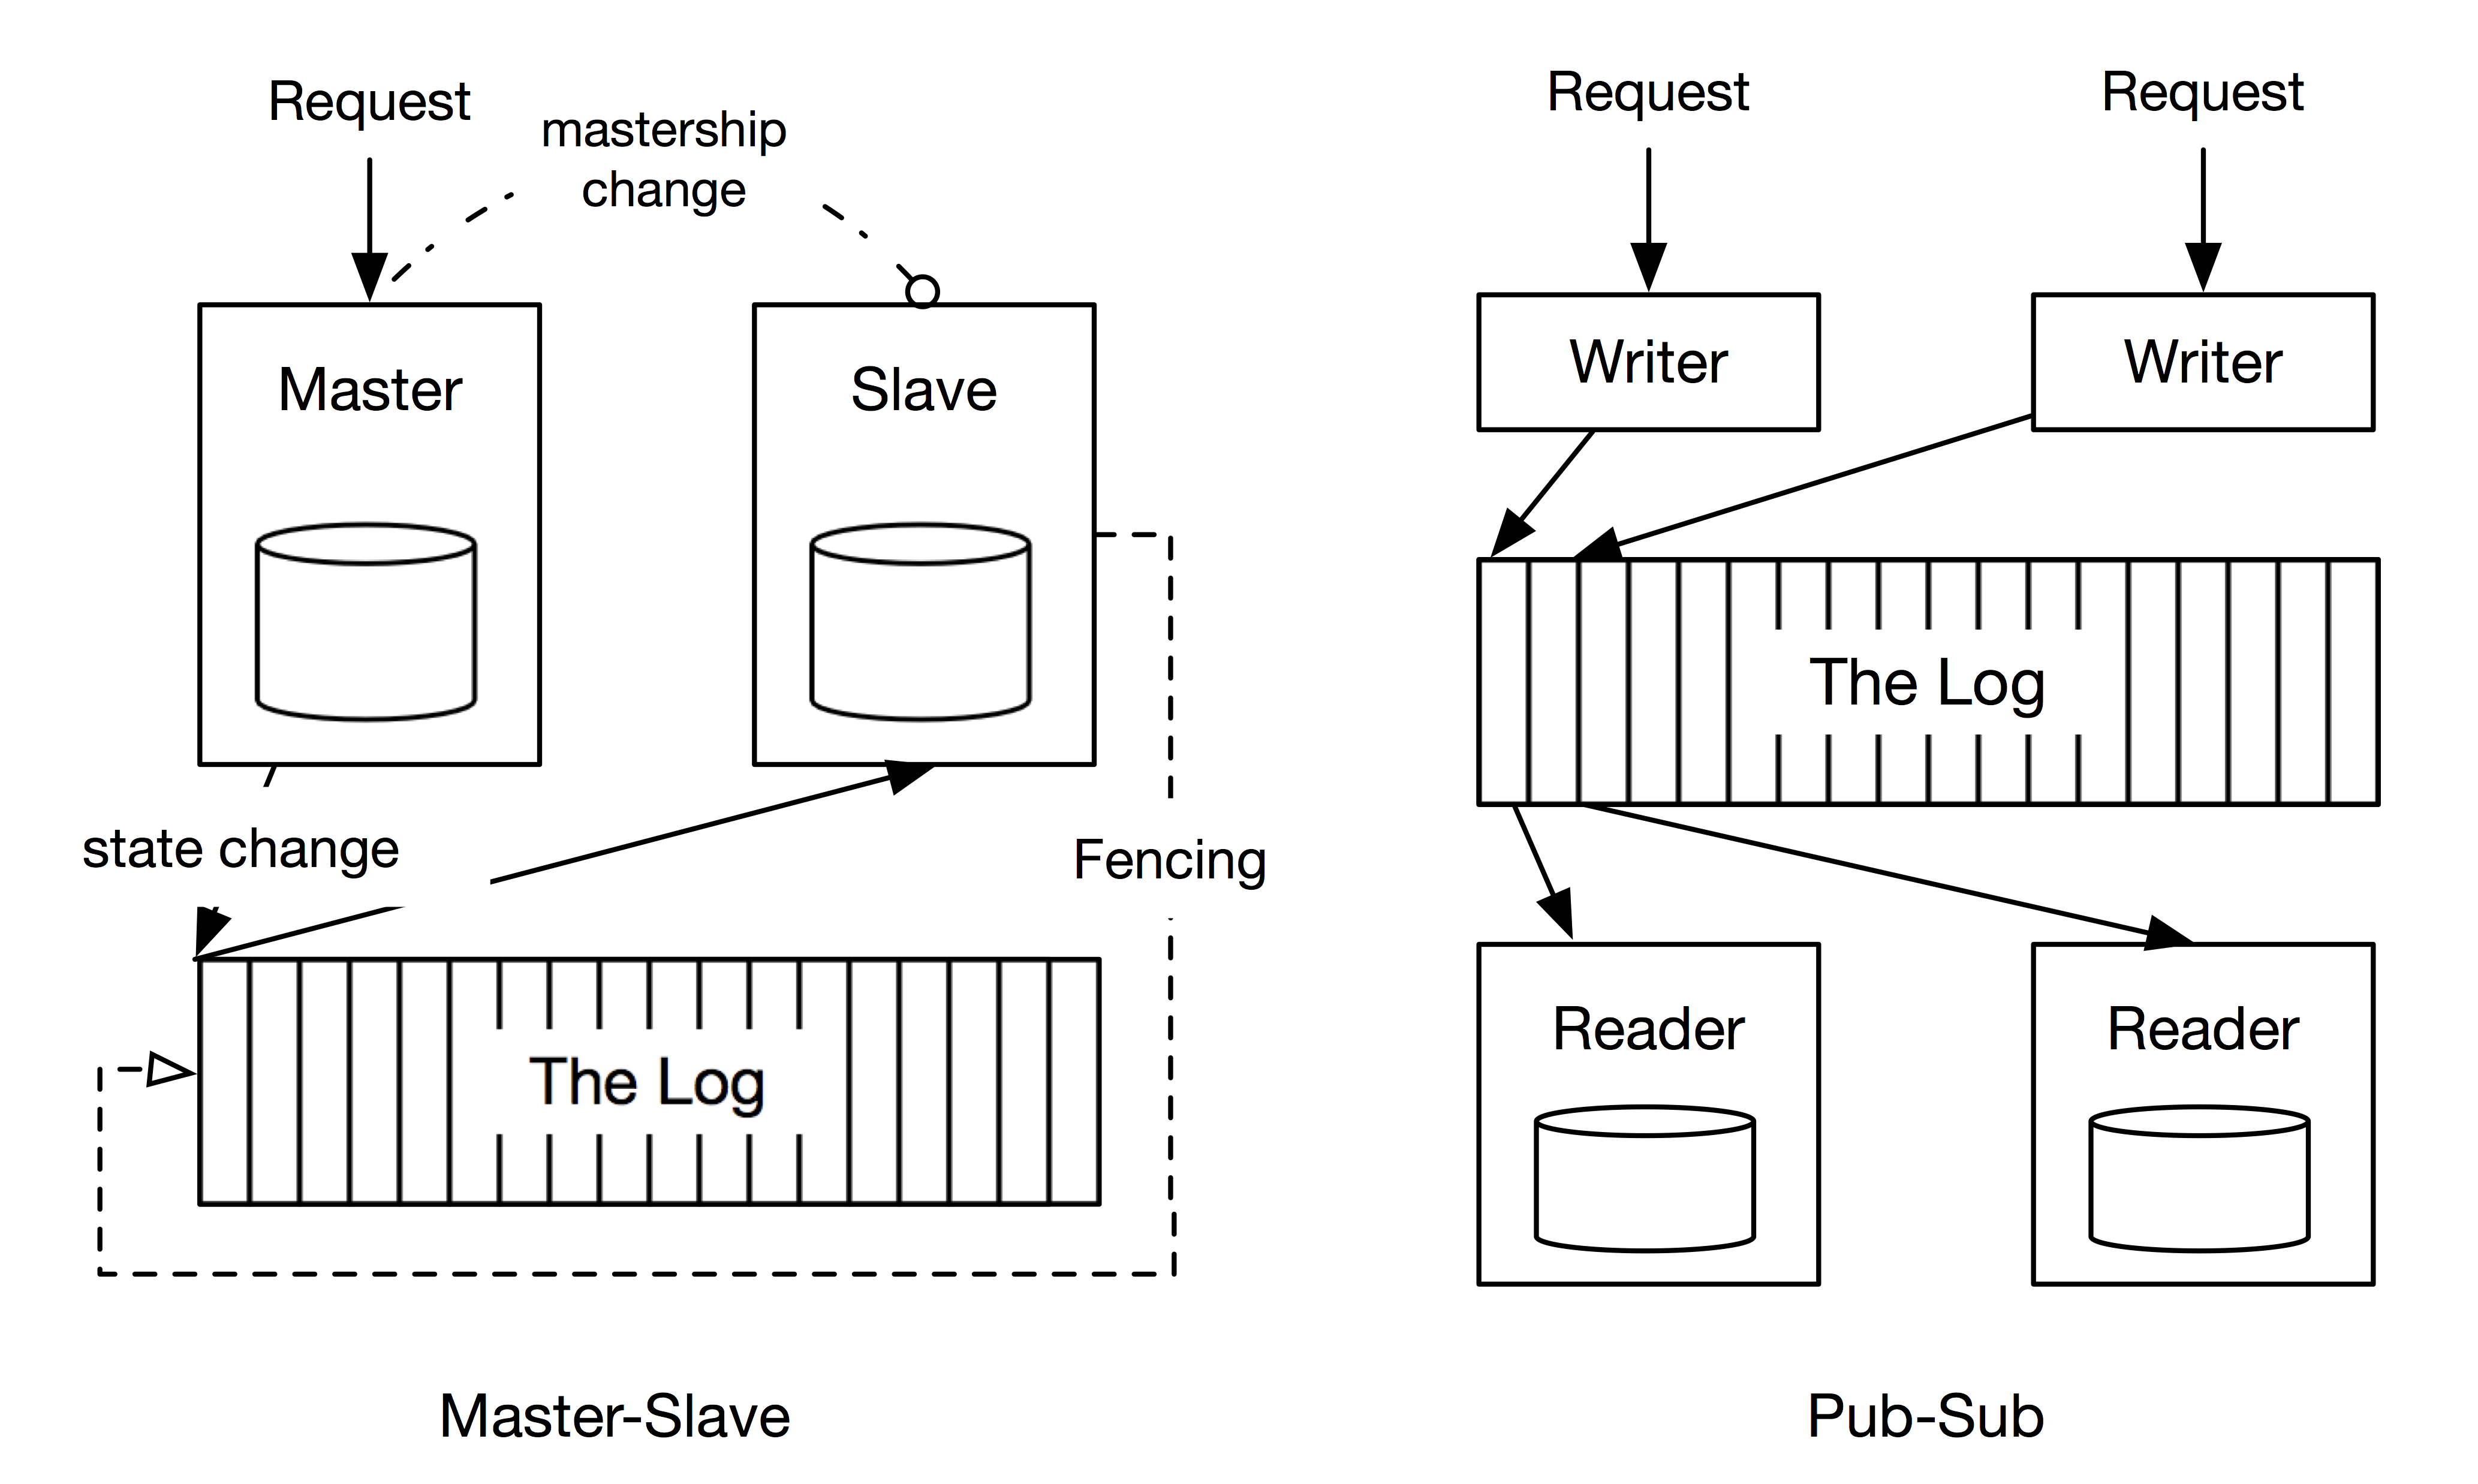 Request
mastership
change
Master
Slave
state change
Fencing
The Log
Master-Slave
Request
Request
Writer
Writer
The Log
Reader
Reader
Pub-Sub